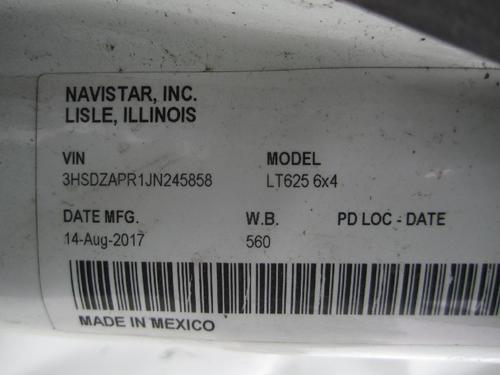 NAVISTAR, INC.
LISLE, ILLINOIS
VIN MODEL
3HSDZAPR1JN245858 LT625 6x4
DATE MFG. W.B. PD LOC - DATE
14-Aug-2017 560
MADE IN MEXICO